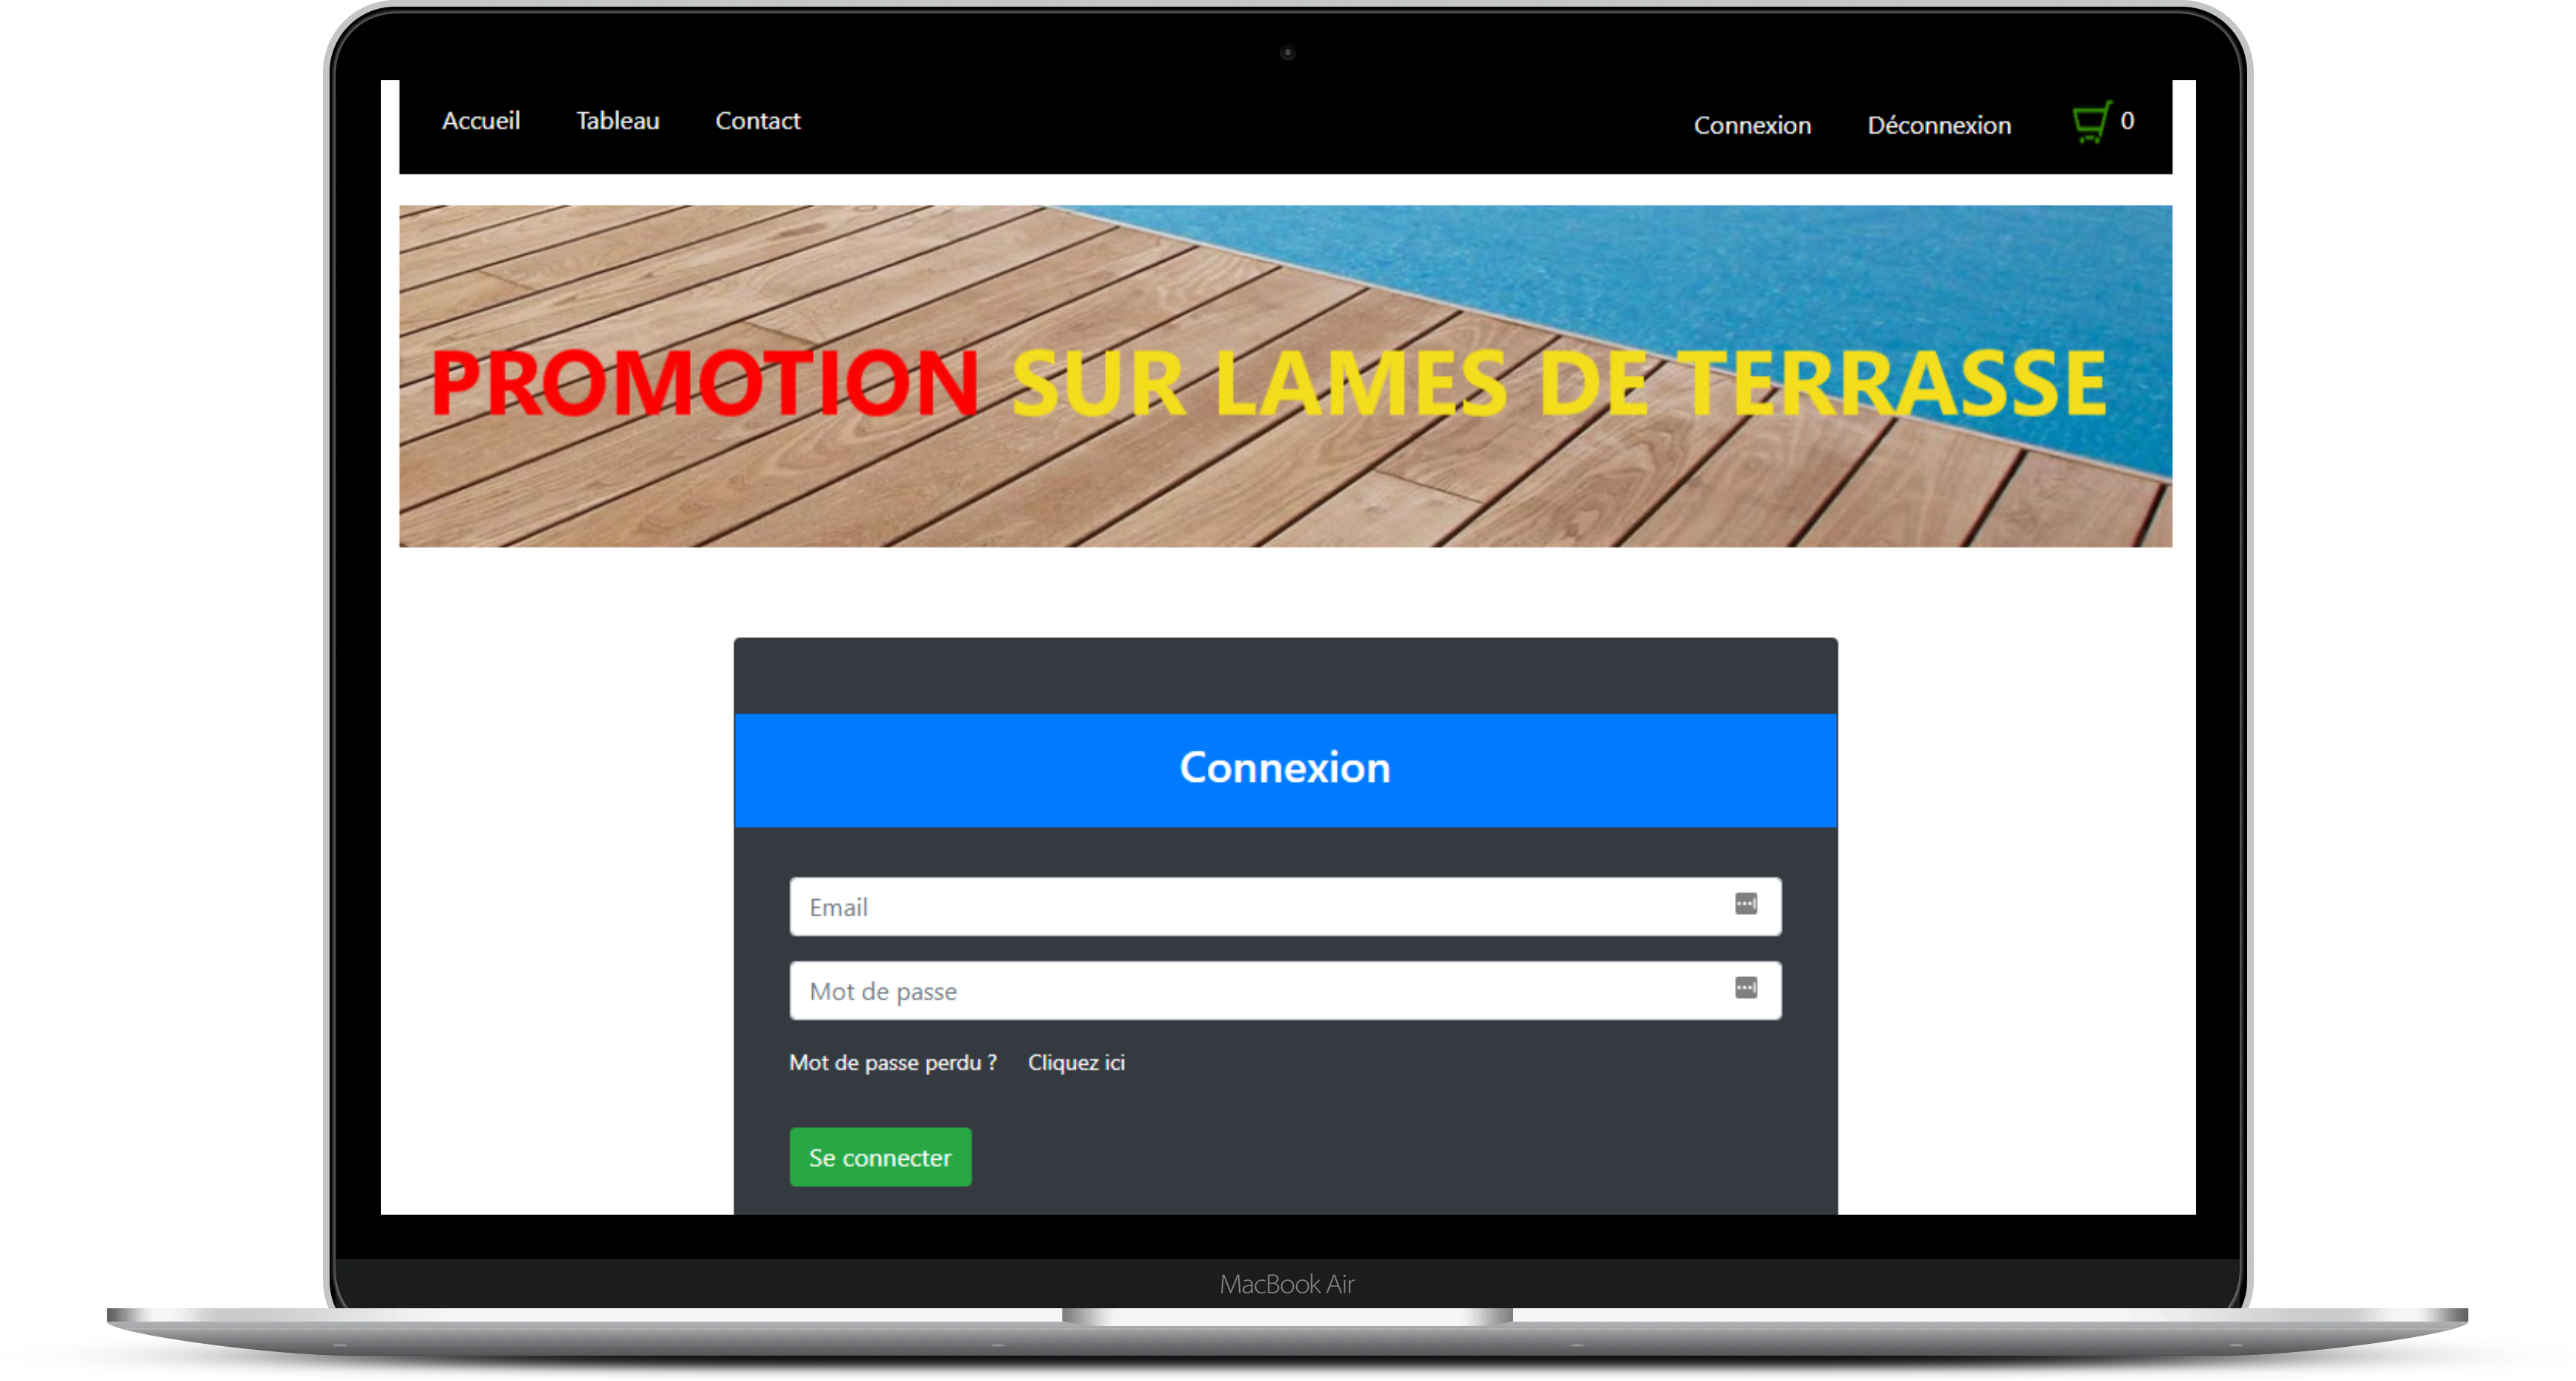 Accueil Tableau Contact Connexion Déconnexion 0
PROMOTION SUR LAMES DE TERRASSE
Connexion
Email
Mot de passe
Mot de passe perdu ? Cliquez ici
Se connecter
MacBook Air